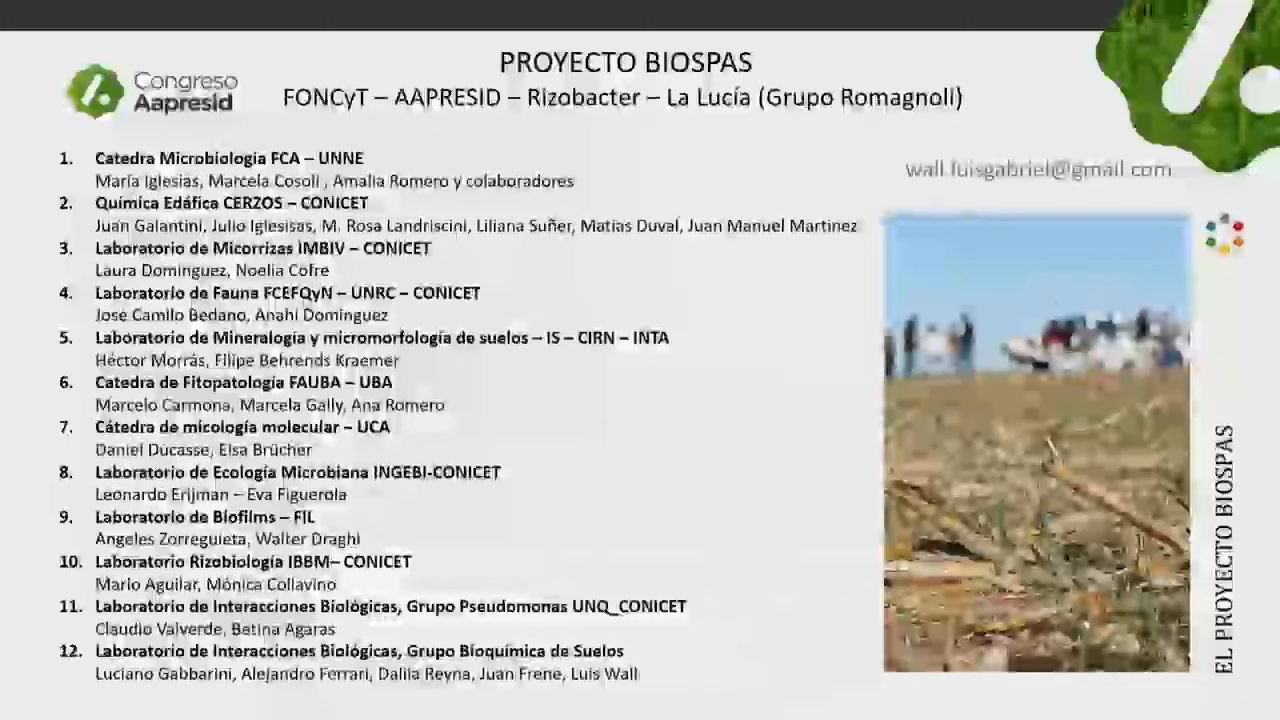 PROYECTO BIOSPAS
FONCyT – AAPRESID – Rizobacter – La Lucía (Grupo Romagnoli)
Congreso
Aapresid
wall.luisgabriel@gmail.com
1. Catedra Microbiologia FCA – UNNE
María Iglesias, Marcela Cosoli , Amalia Romero y colaboradores
2. Química Edáfica CERZOS – CONICET
Juan Galantini, Julio Iglesisas, M. Rosa Landriscini, Liliana Suñer, Matias Duval, Juan Manuel Martinez
3. Laboratorio de Micorrizas IMBIV – CONICET
Laura Dominguez, Noelia Cofre
4. Laboratorio de Fauna FCEFQyN – UNRC – CONICET
Jose Camilo Bedano, Anahi Dominguez
5. Laboratorio de Mineralogía y micromorfología de suelos – IS – CIRN – INTA
Héctor Morrás, Filipe Behrends Kraemer
6. Catedra de Fitopatología FAUBA – UBA
Marcelo Carmona, Marcela Gally, Ana Romero
7. Cátedra de micología molecular – UCA
Daniel Ducasse, Elsa Brücher
8. Laboratorio de Ecología Microbiana INGEBI-CONICET
Leonardo Erijman – Eva Figuerola
9. Laboratorio de Biofilms – FIL
Angeles Zorreguieta, Walter Draghi
10. Laboratorio Rizobiología IBBM– CONICET
Mario Aguilar, Mónica Collavino
11. Laboratorio de Interacciones Biológicas, Grupo Pseudomonas UNQ_CONICET
Claudio Valverde, Betina Agaras
12. Laboratorio de Interacciones Biológicas, Grupo Bioquímica de Suelos
Luciano Gabbarini, Alejandro Ferrari, Dalila Reyna, Juan Frene, Luis Wall
EL PROYECTO BIOSPAS